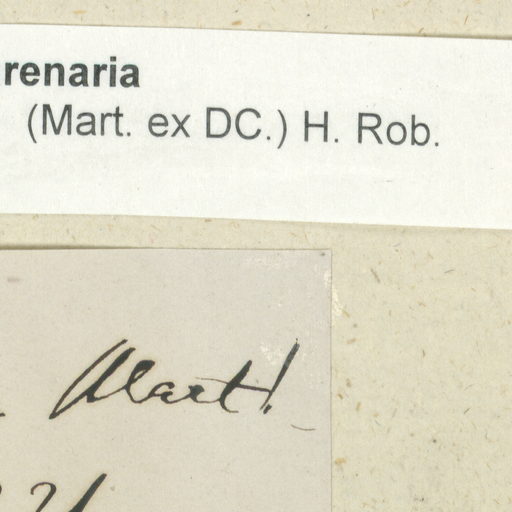 renaria
(Mart. ex DC.) H. Rob.
Mart!